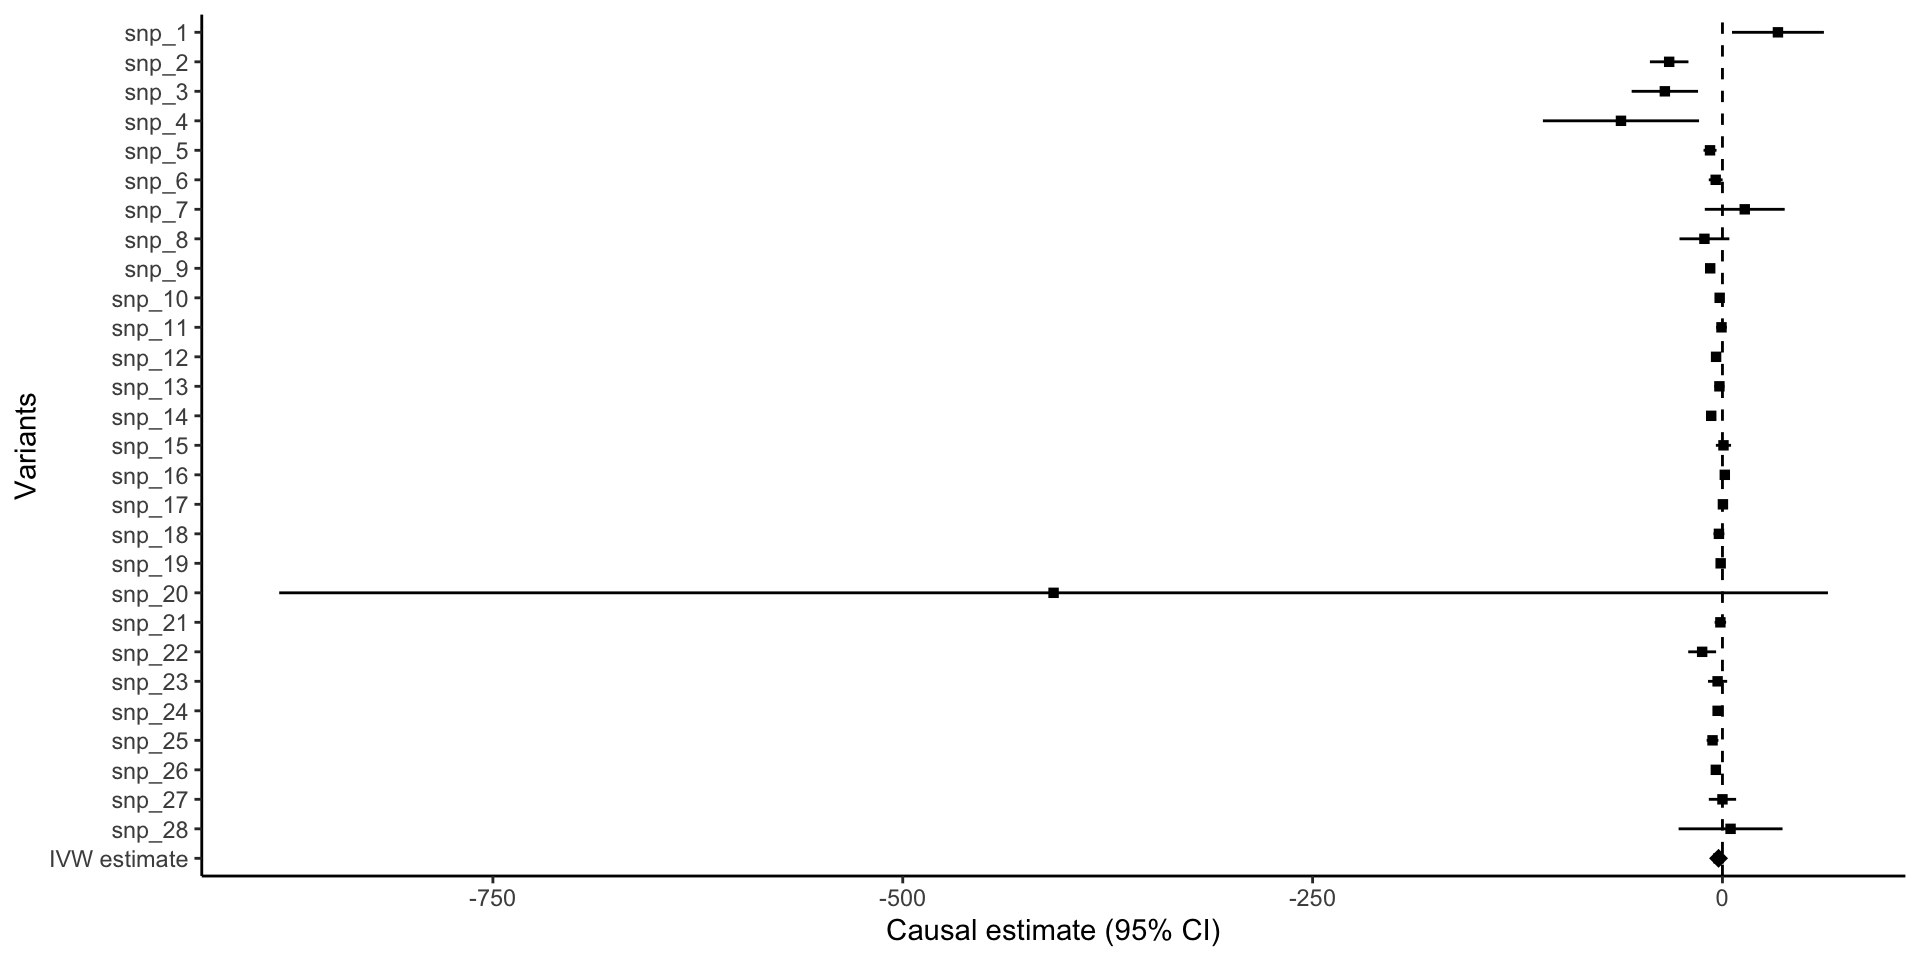 snp_1
snp_2
snp_3
snp_4
snp_5
snp_6
snp_7
snp_8
snp_9
snp_10
snp_11
snp_12
snp_13
snp_14
snp_15
snp_16
snp_17
snp_18
snp_19
snp_20
snp_21
snp_22
snp_23
snp_24
snp_25
snp_26
snp_27
snp_28
IVW estimate
Variants
-750 -500 -250 0
Causal estimate (95% CI)